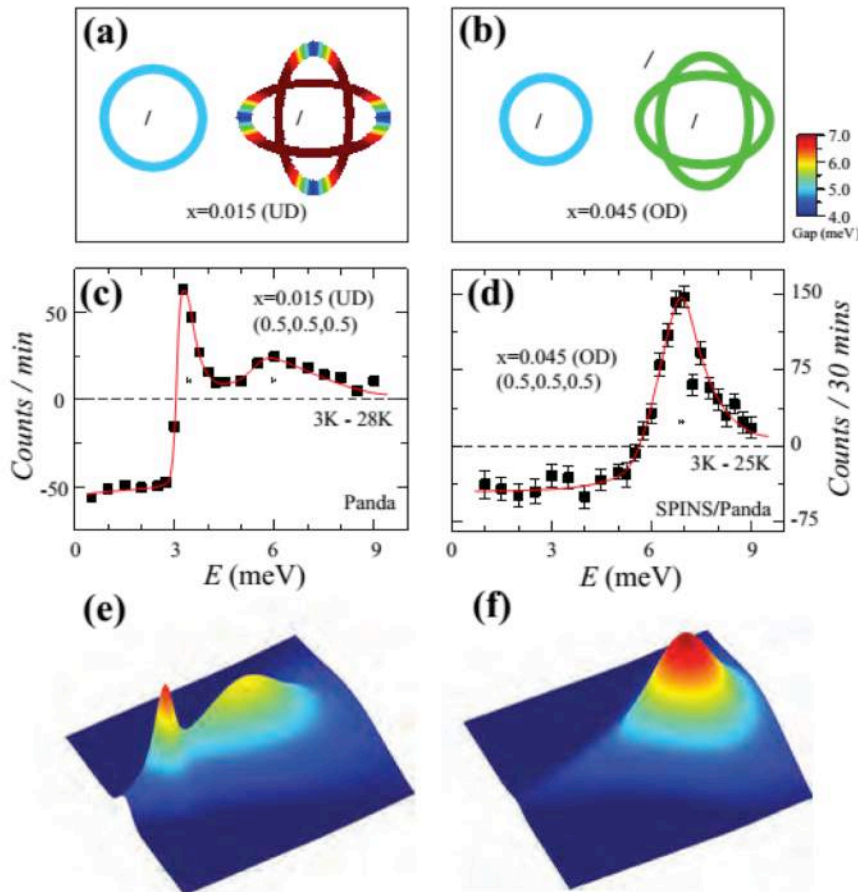 (a)
x=0.015 (UD)
(b)
x=0.045 (OD)
7.0
6.0
5.0
4.0
Gap (meV)
(c)
x=0.015 (UD)
(0.5,0.5,0.5)
50
0
-50
Counts / min
3K - 28K
Panda
0 3 6 9
E (meV)
(d)
x=0.045 (OD)
(0.5,0.5,0.5)
150
75
0
-75
Counts / 30 mins
3K - 25K
SPINS/Panda
0 3 6 9
E (meV)
(e)
(f)